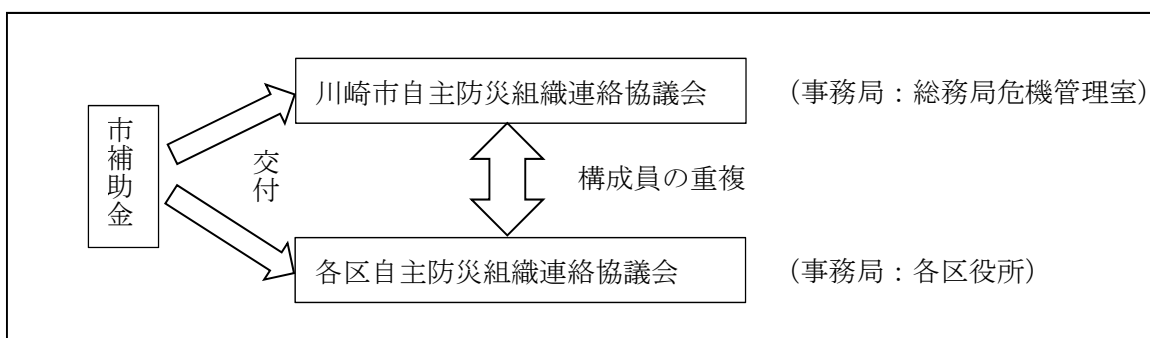 市補助金
交付
川崎市自主防災組織連絡協議会
（事務局：総務局危機管理室）
構成員の重複
各区自主防災組織連絡協議会
（事務局：各区役所）